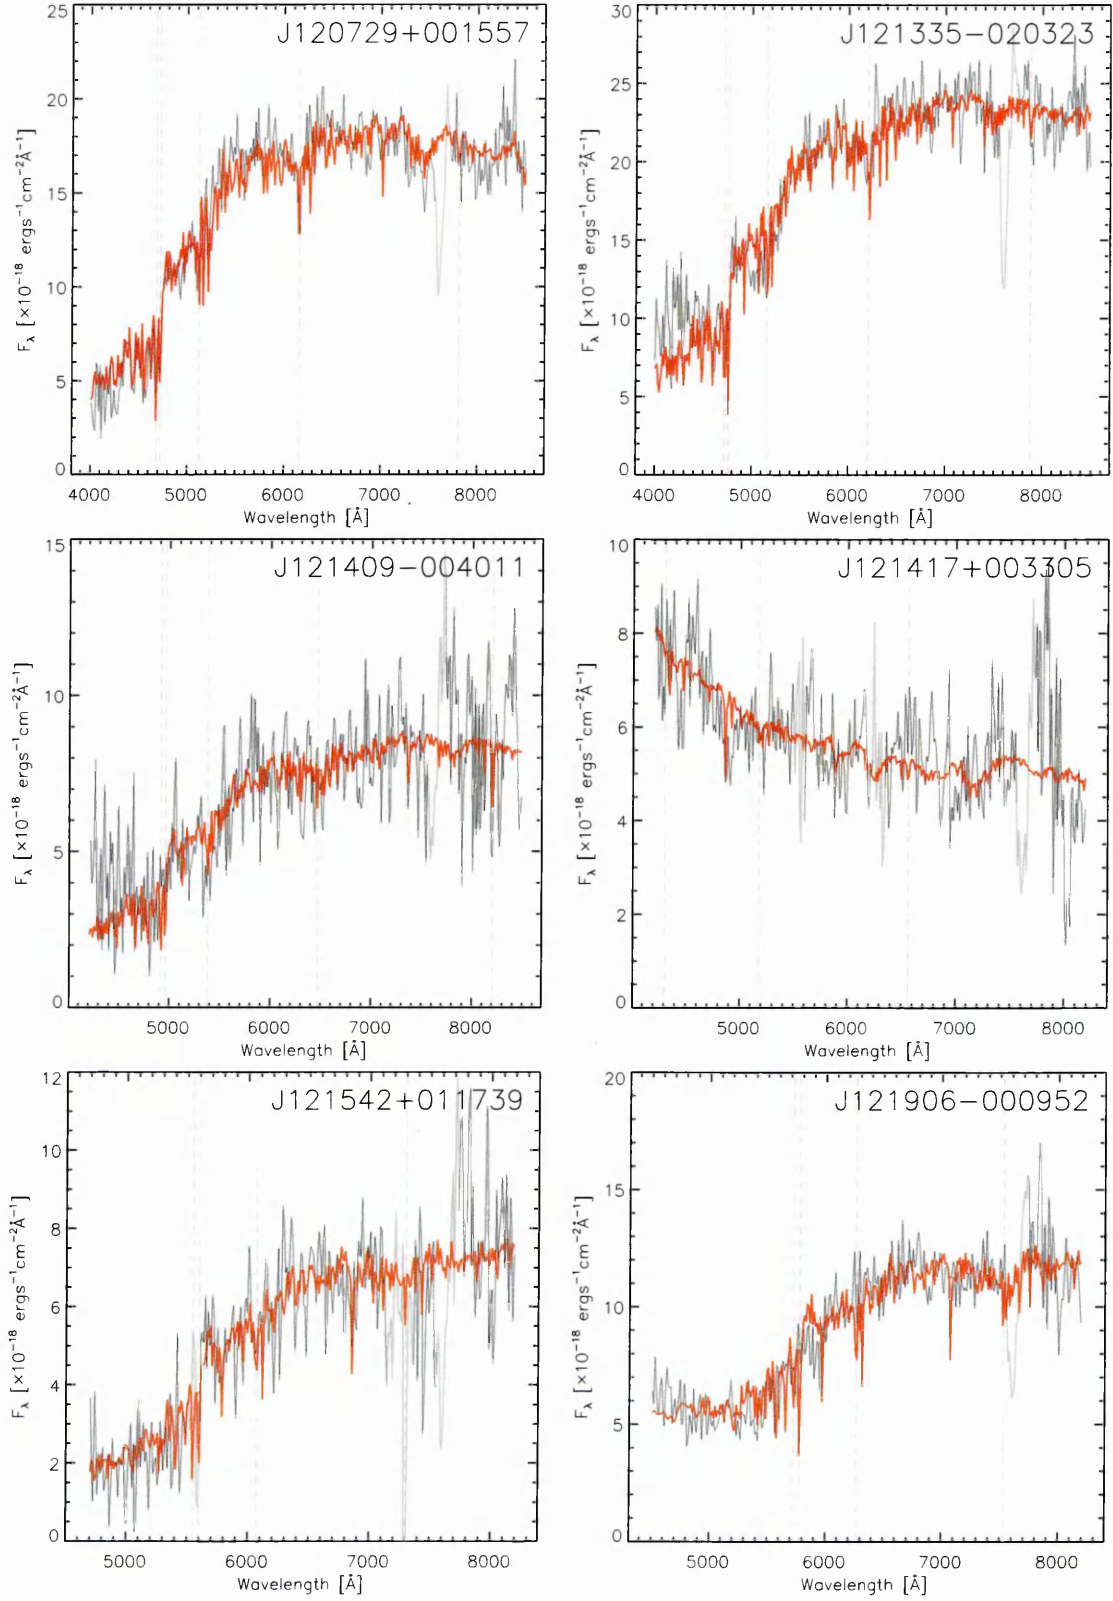 J120729+001557
25
20
15
10
5
0
F_λ [×10⁻¹⁸ ergs⁻¹cm⁻²Å⁻¹]
4000 5000 6000 7000 8000
Wavelength [Å]
J121335−020323
30
25
20
15
10
5
0
F_λ [×10⁻¹⁸ ergs⁻¹cm⁻²Å⁻¹]
4000 5000 6000 7000 8000
Wavelength [Å]
J121409−004011
15
10
5
0
F_λ [×10⁻¹⁸ ergs⁻¹cm⁻²Å⁻¹]
5000 6000 7000 8000
Wavelength [Å]
J121417+003305
10
8
6
4
2
0
F_λ [×10⁻¹⁸ ergs⁻¹cm⁻²Å⁻¹]
5000 6000 7000 8000
Wavelength [Å]
J121542+011739
12
10
8
6
4
2
0
F_λ [×10⁻¹⁸ ergs⁻¹cm⁻²Å⁻¹]
5000 6000 7000 8000
Wavelength [Å]
J121906−000952
20
15
10
5
0
F_λ [×10⁻¹⁸ ergs⁻¹cm⁻²Å⁻¹]
5000 6000 7000 8000
Wavelength [Å]